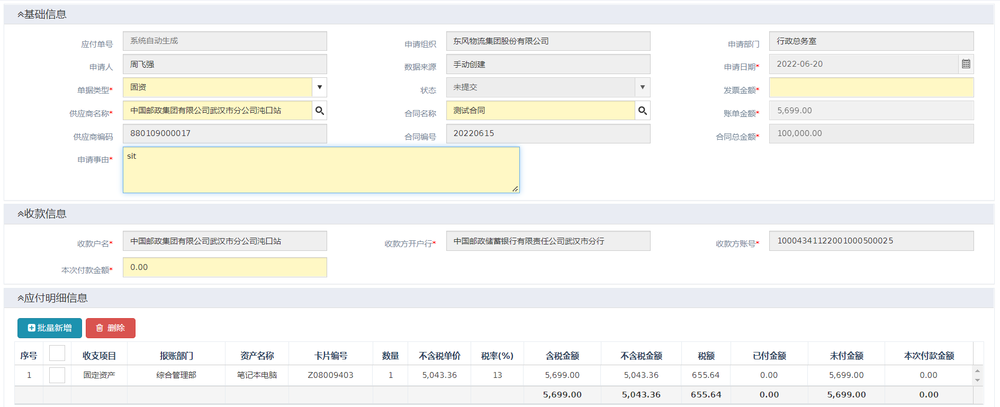 基础信息
应付单号 系统自动生成 申请组织 东风物流集团股份有限公司 申请部门 行政总务室
申请人 周飞强 数据来源 手动创建 申请日期* 2022-06-20
单据类型* 固资 状态 未提交 发票金额*
供应商名称* 中国邮政集团有限公司武汉市分公司沌口站 合同名称 测试合同 账单金额* 5,699.00
供应商编码 880109000017 合同编号 20220615 合同总金额* 100,000.00
申请事由* sit
收款信息
收款户名* 中国邮政集团有限公司武汉市分公司沌口站 收款方开户行* 中国邮政储蓄银行有限责任公司武汉市分行 收款方账号* 10004341122001000500025
本次付款金额* 0.00
应付明细信息
批量新增 删除
序号 收支项目 报账部门 资产名称 卡片编号 数量 不含税单价 税率(%) 含税金额 不含税金额 税额 已付金额 未付金额 本次付款金额
1 固定资产 综合管理部 笔记本电脑 Z08009403 1 5,043.36 13 5,699.00 5,043.36 655.64 0.00 5,699.00 0.00
5,699.00 5,043.36 655.64 0.00 5,699.00 0.00